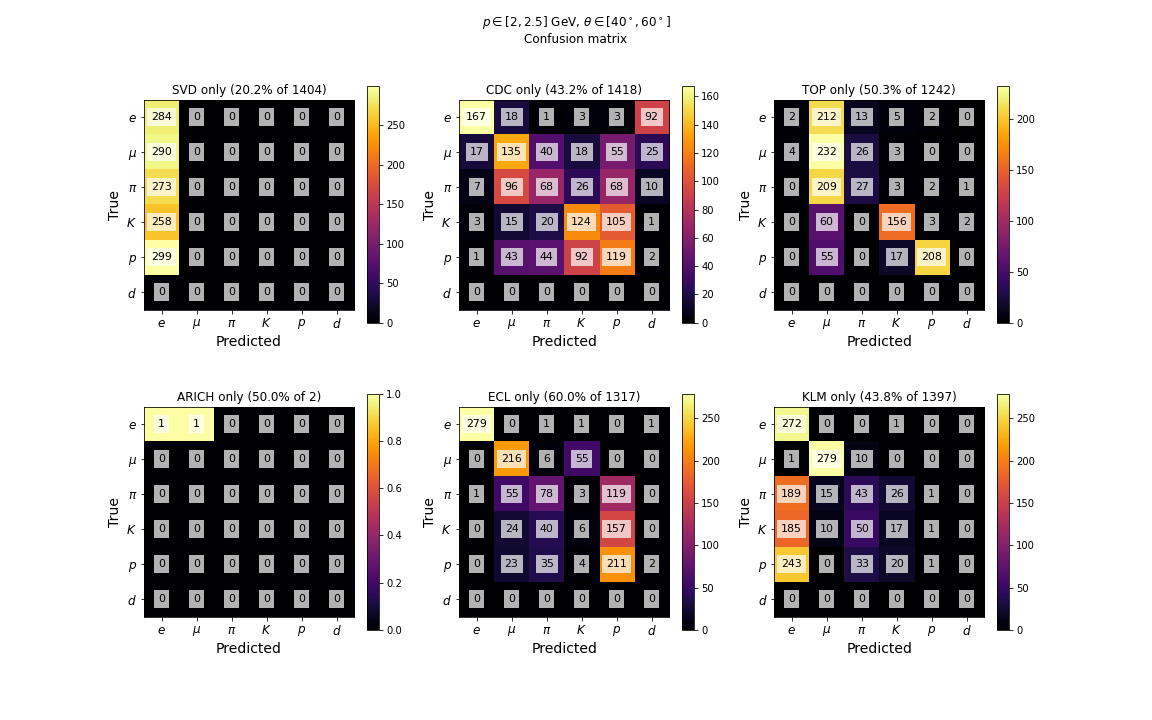 p ∈ [2, 2.5] GeV, θ ∈ [40°, 60°]
Confusion matrix
SVD only (20.2% of 1404)
True
e 284 0 0 0 0 0
μ 290 0 0 0 0 0
π 273 0 0 0 0 0
K 258 0 0 0 0 0
p 299 0 0 0 0 0
d 0 0 0 0 0 0
e μ π K p d
Predicted
250
200
150
100
50
0
CDC only (43.2% of 1418)
True
e 167 18 1 3 3 92
μ 17 135 40 18 55 25
π 7 96 68 26 68 10
K 3 15 20 124 105 1
p 1 43 44 92 119 2
d 0 0 0 0 0 0
e μ π K p d
Predicted
160
140
120
100
80
60
40
20
0
TOP only (50.3% of 1242)
True
e 2 212 13 5 2 0
μ 4 232 26 3 0 0
π 0 209 27 3 2 1
K 0 60 0 156 3 2
p 0 55 0 17 208 0
d 0 0 0 0 0 0
e μ π K p d
Predicted
200
150
100
50
0
ARICH only (50.0% of 2)
True
e 1 1 0 0 0 0
μ 0 0 0 0 0 0
π 0 0 0 0 0 0
K 0 0 0 0 0 0
p 0 0 0 0 0 0
d 0 0 0 0 0 0
e μ π K p d
Predicted
1.0
0.8
0.6
0.4
0.2
0.0
ECL only (60.0% of 1317)
True
e 279 0 1 1 0 1
μ 0 216 6 55 0 0
π 1 55 78 3 119 0
K 0 24 40 6 157 0
p 0 23 35 4 211 2
d 0 0 0 0 0 0
e μ π K p d
Predicted
250
200
150
100
50
0
KLM only (43.8% of 1397)
True
e 272 0 0 1 0 0
μ 1 279 10 0 0 0
π 189 15 43 26 1 0
K 185 10 50 17 1 0
p 243 0 33 20 1 0
d 0 0 0 0 0 0
e μ π K p d
Predicted
250
200
150
100
50
0